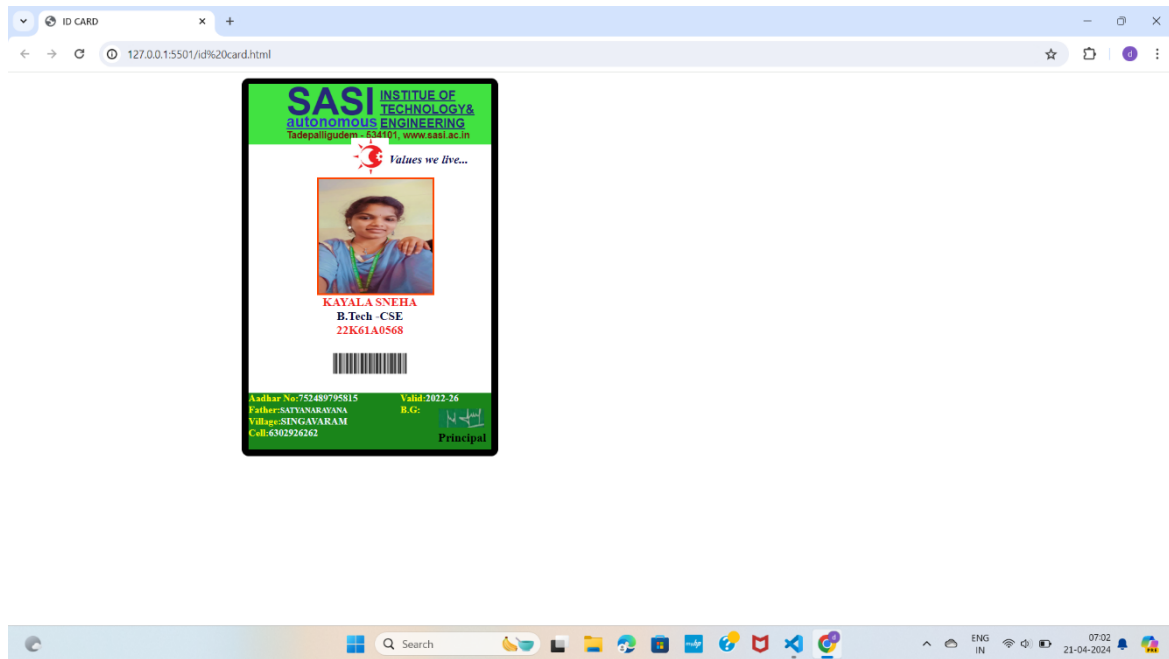 ID CARD
127.0.0.1:5501/id%20card.html
d
SASI INSTITUE OF
TECHNOLOGY&
autonomous ENGINEERING
Tadepalligudem - 534101, www.sasi.ac.in
Values we live...
KAYALA SNEHA
B.Tech -CSE
22K61A0568
Aadhar No:752489795815 Valid:2022-26
Father:SATYANARAYANA B.G:
Village:SINGAVARAM
Cell:6302926262
Principal
Search
ENG
IN
07:02
21-04-2024
PRE